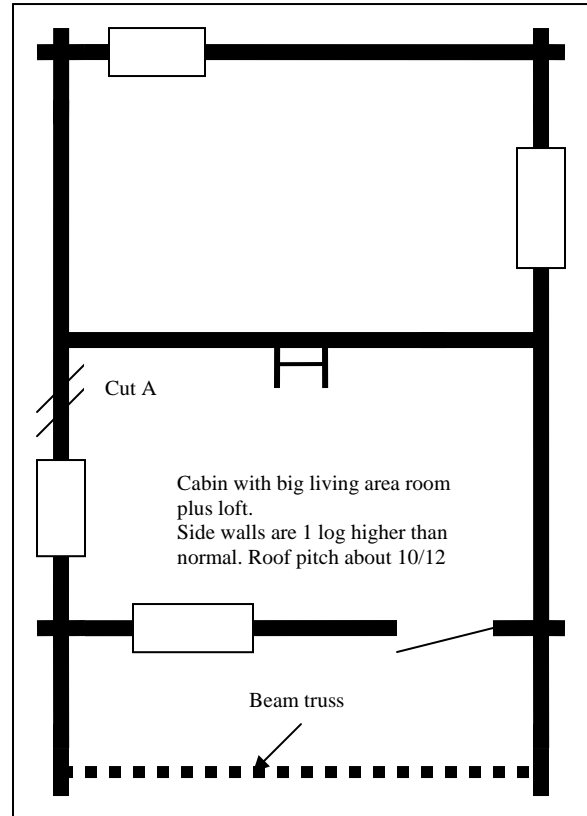 Cut A
Cabin with big living area room
plus loft.
Side walls are 1 log higher than
normal. Roof pitch about 10/12
Beam truss